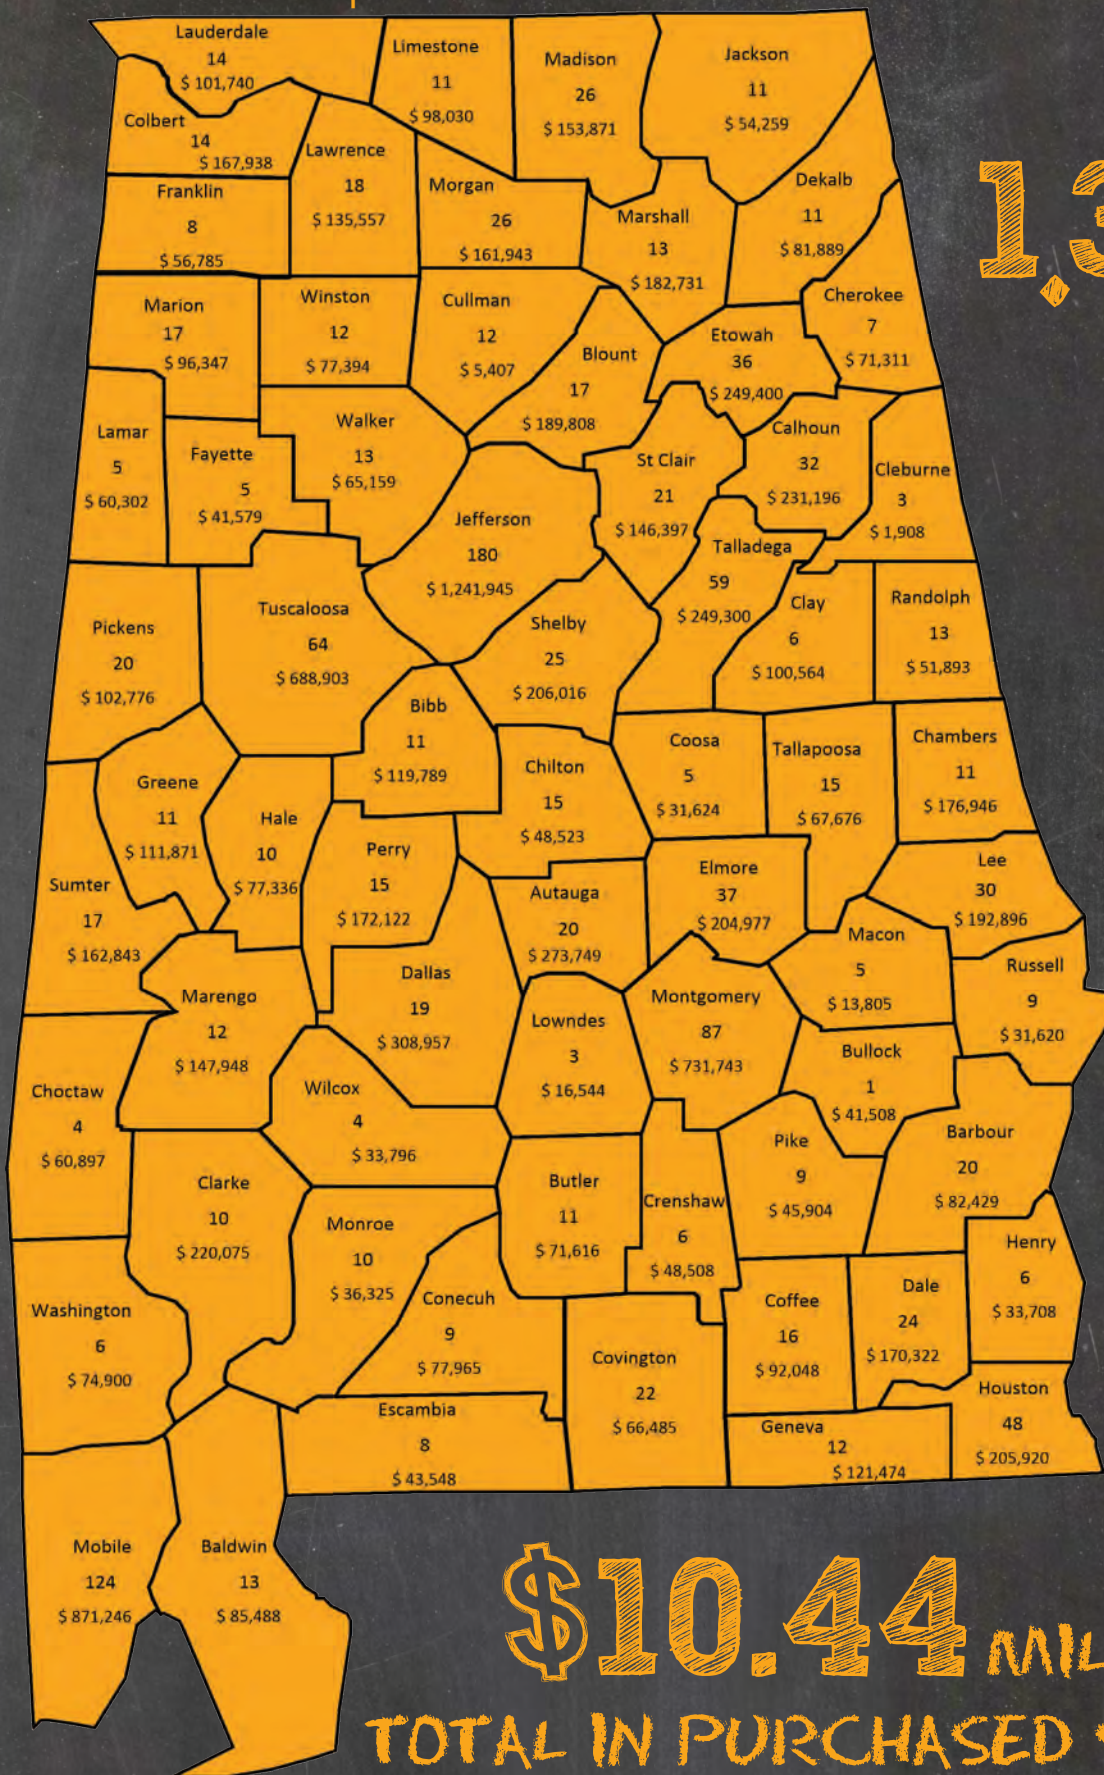 Lauderdale
14
$ 101,740
Limestone
11
$ 98,030
Madison
26
$ 153,871
Jackson
11
$ 54,259
Colbert
14
$ 167,938
Lawrence
18
$ 135,557
Franklin
8
$ 56,785
Morgan
26
$ 161,943
Marshall
13
$ 182,731
Dekalb
11
$ 81,889
1,3
Marion
17
$ 96,347
Winston
12
$ 77,394
Cullman
12
$ 5,407
Blount
17
$ 189,808
Etowah
36
$ 249,400
Cherokee
7
$ 71,311
Lamar
5
$ 60,302
Fayette
5
$ 41,579
Walker
13
$ 65,159
Jefferson
180
$ 1,241,945
St Clair
21
$ 146,397
Calhoun
32
$ 231,196
Cleburne
3
$ 1,908
Talladega
59
$ 249,300
Clay
6
$ 100,564
Randolph
13
$ 51,893
Pickens
20
$ 102,776
Tuscaloosa
64
$ 688,903
Shelby
25
$ 206,016
Bibb
11
$ 119,789
Chilton
15
$ 48,523
Coosa
5
$ 31,624
Tallapoosa
15
$ 67,676
Chambers
11
$ 176,946
Greene
11
$ 111,871
Hale
10
$ 77,336
Perry
15
$ 172,122
Autauga
20
$ 273,749
Elmore
37
$ 204,977
Lee
30
$ 192,896
Sumter
17
$ 162,843
Macon
5
$ 13,805
Russell
9
$ 31,620
Marengo
12
$ 147,948
Dallas
19
$ 308,957
Lowndes
3
$ 16,544
Montgomery
87
$ 731,743
Bullock
1
$ 41,508
Choctaw
4
$ 60,897
Wilcox
4
$ 33,796
Pike
9
$ 45,904
Barbour
20
$ 82,429
Clarke
10
$ 220,075
Monroe
10
$ 36,325
Butler
11
$ 71,616
Crenshaw
6
$ 48,508
Henry
6
$ 33,708
Washington
6
$ 74,900
Conecuh
9
$ 77,965
Covington
22
$ 66,485
Coffee
16
$ 92,048
Dale
24
$ 170,322
Houston
48
$ 205,920
Escambia
8
$ 43,548
Geneva
12
$ 121,474
Mobile
124
$ 871,246
Baldwin
13
$ 85,488
$10.44 MIL
TOTAL IN PURCHASED